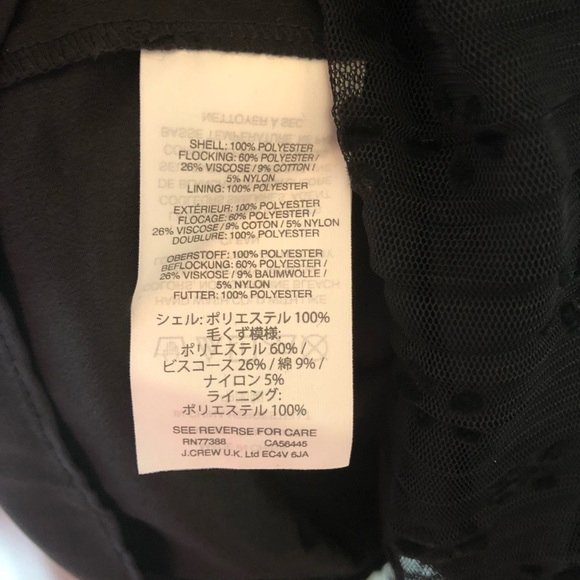 SHELL: 100% POLYESTER
FLOCKING: 60% POLYESTER /
26% VISCOSE / 9% COTTON /
5% NYLON
LINING: 100% POLYESTER
EXTÉRIEUR: 100% POLYESTER
FLOCAGE: 60% POLYESTER /
26% VISCOSE / 9% COTON / 5% NYLON
DOUBLURE: 100% POLYESTER
OBERSTOFF: 100% POLYESTER
BEFLOCKUNG: 60% POLYESTER /
26% VISKOSE / 9% BAUMWOLLE /
5% NYLON
FUTTER: 100% POLYESTER
シェル: ポリエステル 100%
毛くず模様:
ポリエステル 60% /
ビスコース 26% / 綿 9% /
ナイロン 5%
ライニング:
ポリエステル 100%
SEE REVERSE FOR CARE
RN77388 CA56445
J.CREW U.K. Ltd EC4V 6JA